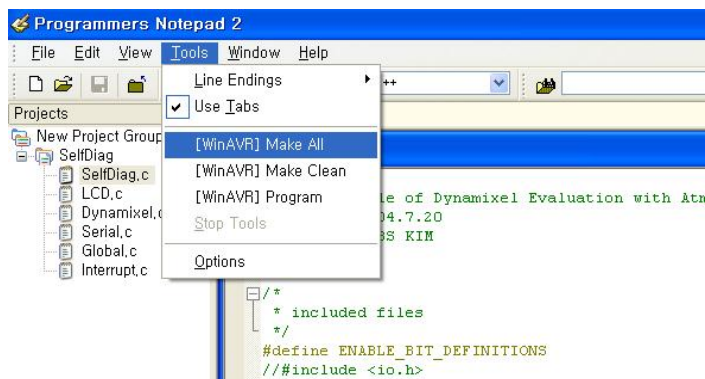 Programmers Notepad 2
File Edit View Tools Window Help
++
Projects
New Project Group
SelfDiag
SelfDiag,c
LCD,c
Dynamixel,c
Serial,c
Global,c
Interrupt,c
Line Endings
Use Tabs
[WinAVR] Make All
[WinAVR] Make Clean
[WinAVR] Program
Stop Tools
Options
le of Dynamixel Evaluation with Atm
04.7.20
BS KIM
/*
* included files
*/
#define ENABLE_BIT_DEFINITIONS
//#include <io.h>